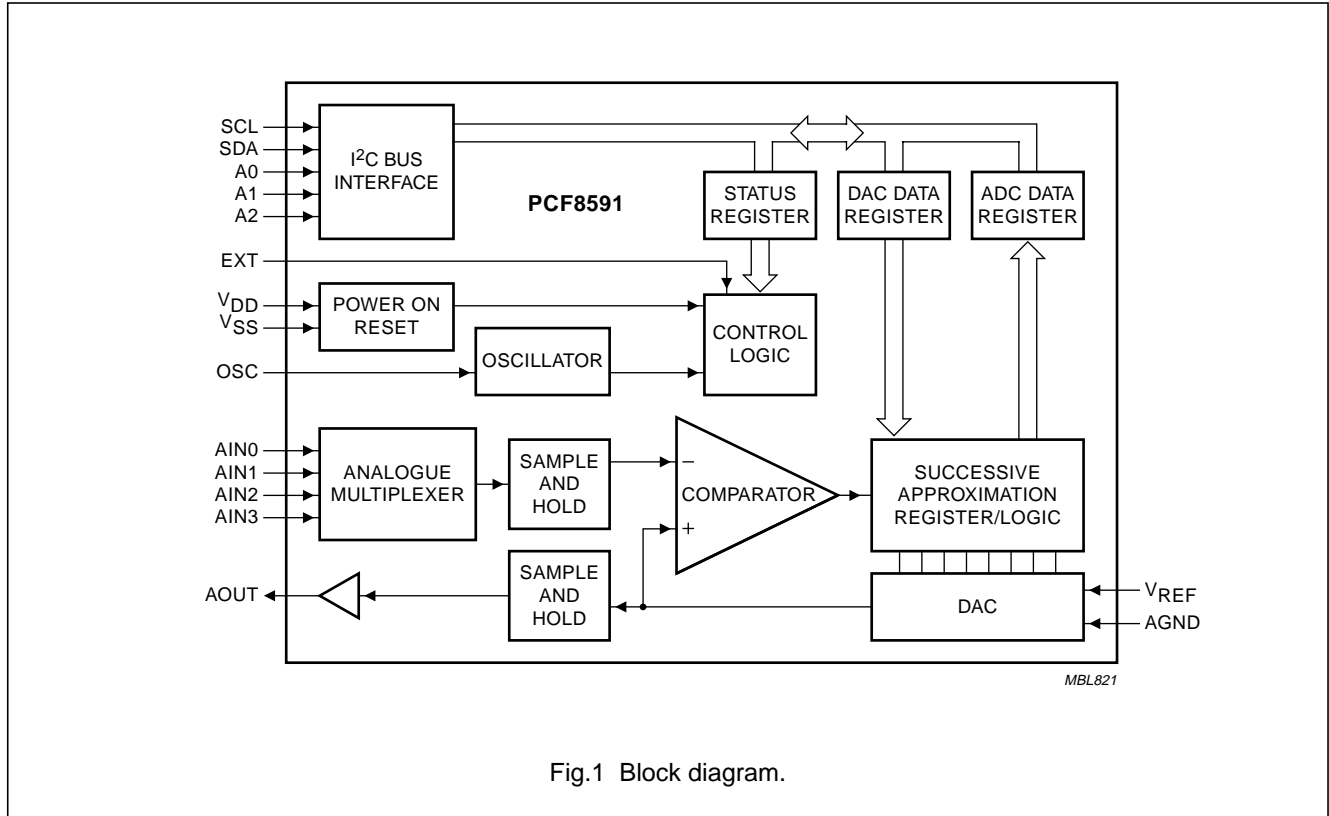 SCL
SDA
A0
A1
A2
I2C BUS
INTERFACE
PCF8591
STATUS
REGISTER
DAC DATA
REGISTER
ADC DATA
REGISTER
EXT
VDD
VSS
POWER ON
RESET
OSC
OSCILLATOR
CONTROL
LOGIC
AIN0
AIN1
AIN2
AIN3
ANALOGUE
MULTIPLEXER
SAMPLE
AND
HOLD
−
COMPARATOR
+
SUCCESSIVE
APPROXIMATION
REGISTER/LOGIC
AOUT
SAMPLE
AND
HOLD
DAC
VREF
AGND
MBL821
Fig.1 Block diagram.